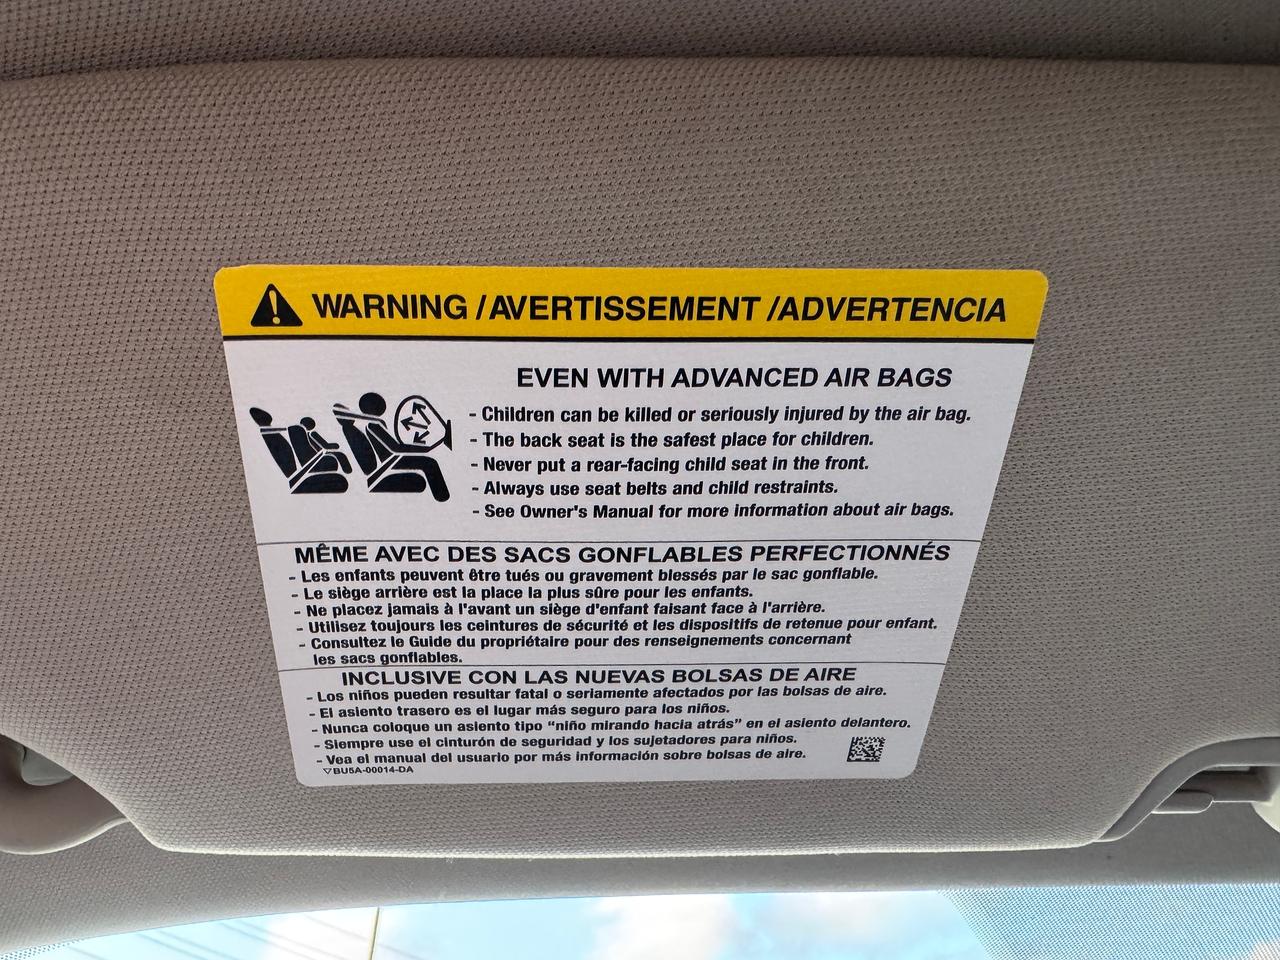 WARNING / AVERTISSEMENT / ADVERTENCIA
EVEN WITH ADVANCED AIR BAGS
- Children can be killed or seriously injured by the air bag.
- The back seat is the safest place for children.
- Never put a rear-facing child seat in the front.
- Always use seat belts and child restraints.
- See Owner's Manual for more information about air bags.
MÊME AVEC DES SACS GONFLABLES PERFECTIONNÉS
- Les enfants peuvent être tués ou gravement blessés par le sac gonflable.
- Le siège arrière est la place la plus sûre pour les enfants.
- Ne placez jamais à l'avant un siège d'enfant faisant face à l'arrière.
- Utilisez toujours les ceintures de sécurité et les dispositifs de retenue pour enfant.
- Consultez le Guide du propriétaire pour des renseignements concernant
les sacs gonflables.
INCLUSIVE CON LAS NUEVAS BOLSAS DE AIRE
- Los niños pueden resultar fatal o seriamente afectados por las bolsas de aire.
- El asiento trasero es el lugar más seguro para los niños.
- Nunca coloque un asiento tipo “niño mirando hacia atrás” en el asiento delantero.
- Siempre use el cinturón de seguridad y los sujetadores para niños.
- Vea el manual del usuario por más información sobre bolsas de aire.
▽BU5A-00014-DA